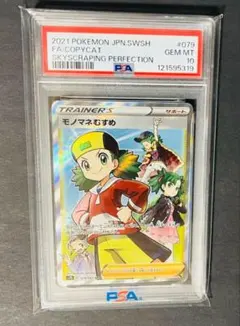 2021 POKEMON JPN.SWSH #079
FA/COPYCAT GEM MT
SKYSCRAPING PERFECTION 10
PSA 121595319
TRAINERS サポート
モノマネむすめ
PSA